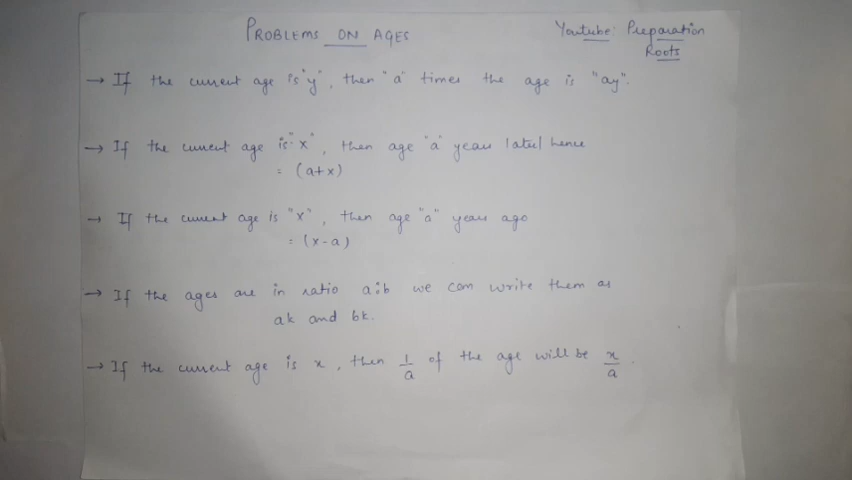 PROBLEMS ON AGES
Youtube: Preparation
Roots
→ If the current age is "y", then "a" times the age is "ay".
→ If the current age is "x", then age "a" years later/hence
= (a+x)
→ If the current age is "x", then age "a" years ago
= (x-a)
→ If the ages are in ratio a:b we can write them as
ak and bk.
→ If the current age is x, then 1/a of the age will be x/a.